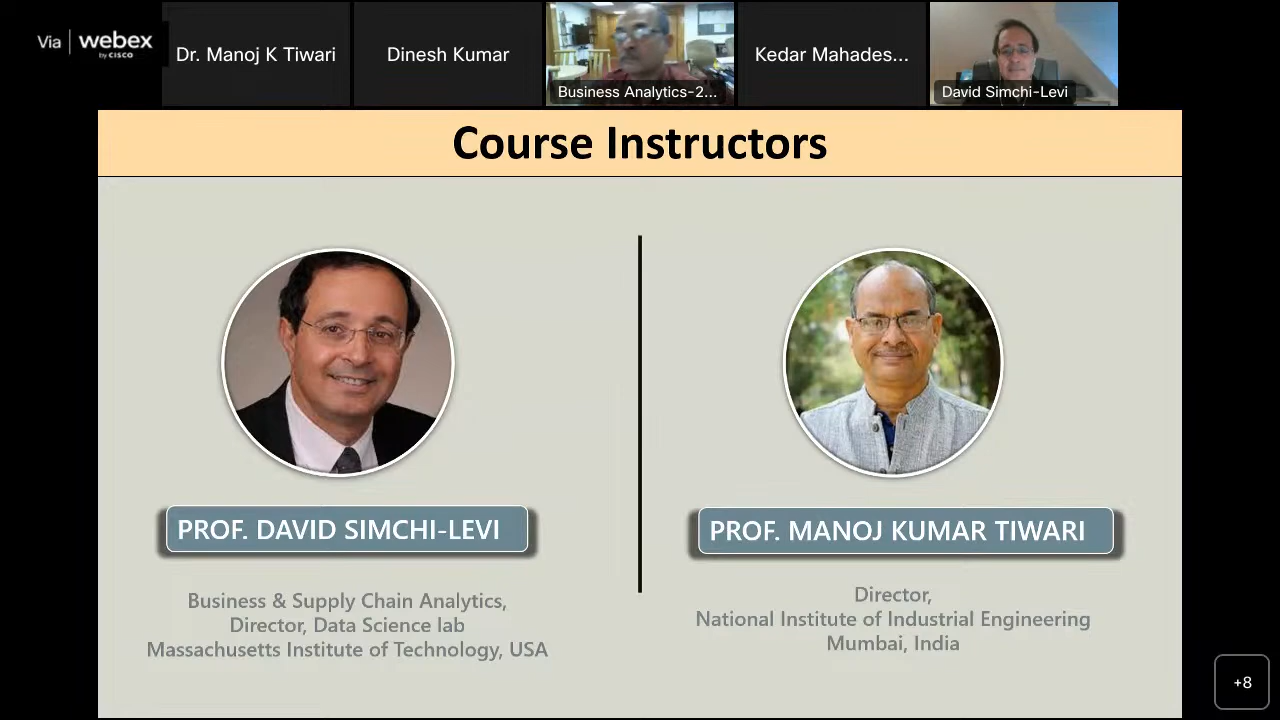 Via webex
by CISCO
Dr. Manoj K Tiwari
Dinesh Kumar
Business Analytics-2...
Kedar Mahades...
David Simchi-Levi
Course Instructors
PROF. DAVID SIMCHI-LEVI
Business & Supply Chain Analytics,
Director, Data Science lab
Massachusetts Institute of Technology, USA
PROF. MANOJ KUMAR TIWARI
Director,
National Institute of Industrial Engineering
Mumbai, India
+8